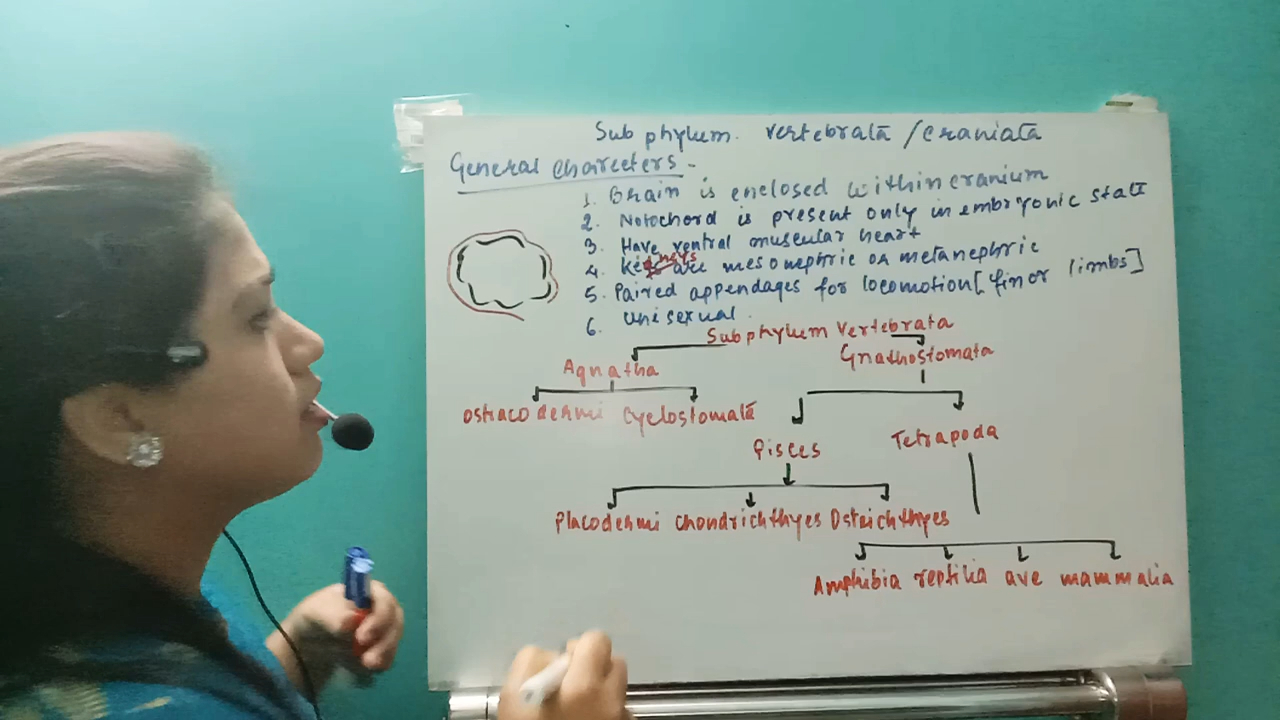 Sub phylum. vertebrata / craniata
General Charecters -
1. Brain is enclosed within cranium
2. Notochord is present only in embryonic state
3. Have ventral muscular heart
4. Kidneys are mesonephric or metanephric
5. Paired appendages for locomotion [fin or limbs]
6. unisexual.
Subphylum Vertebrata
Agnatha Gnathostomata
Ostracodermi Cyclostomata
Pisces Tetrapoda
Placodermi chondrichthyes Osteichthyes
Amphibia reptilia ave mammalia